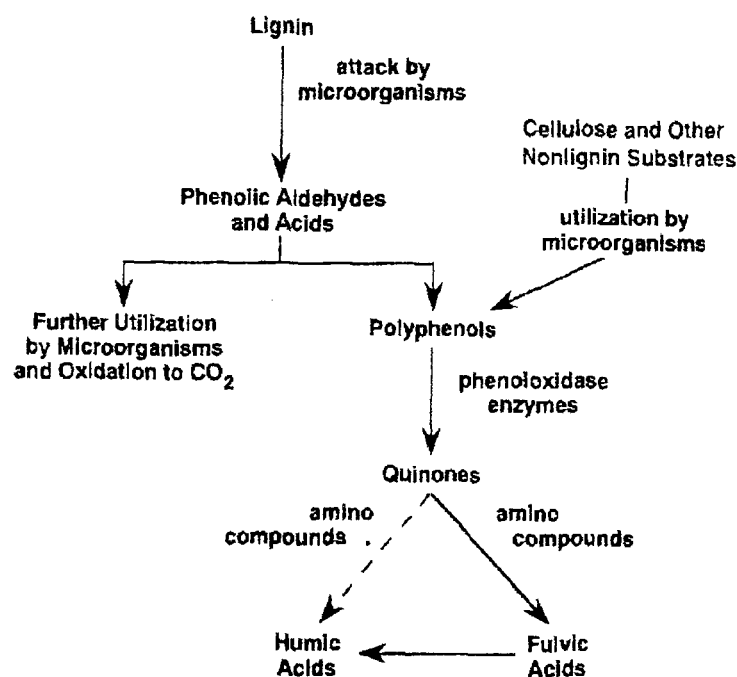 Lignin
attack by
microorganisms
Cellulose and Other
Nonlignin Substrates
Phenolic Aldehydes
and Acids
utilization by
microorganisms
Further Utilization
by Microorganisms
and Oxidation to CO₂
Polyphenols
phenoloxidase
enzymes
Quinones
amino
compounds
amino
compounds
Humic
Acids
Fulvic
Acids